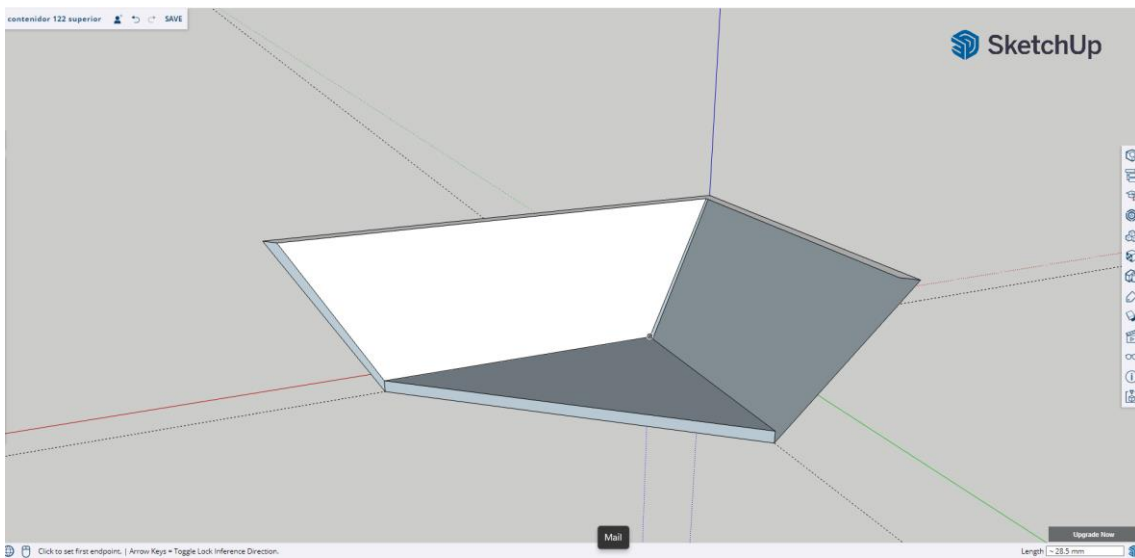 contenidor 122 superior SAVE
SketchUp
Mail
Upgrade Now
Click to set first endpoint. | Arrow Keys = Toggle Lock Inference Direction.
Length ~ 28.5 mm